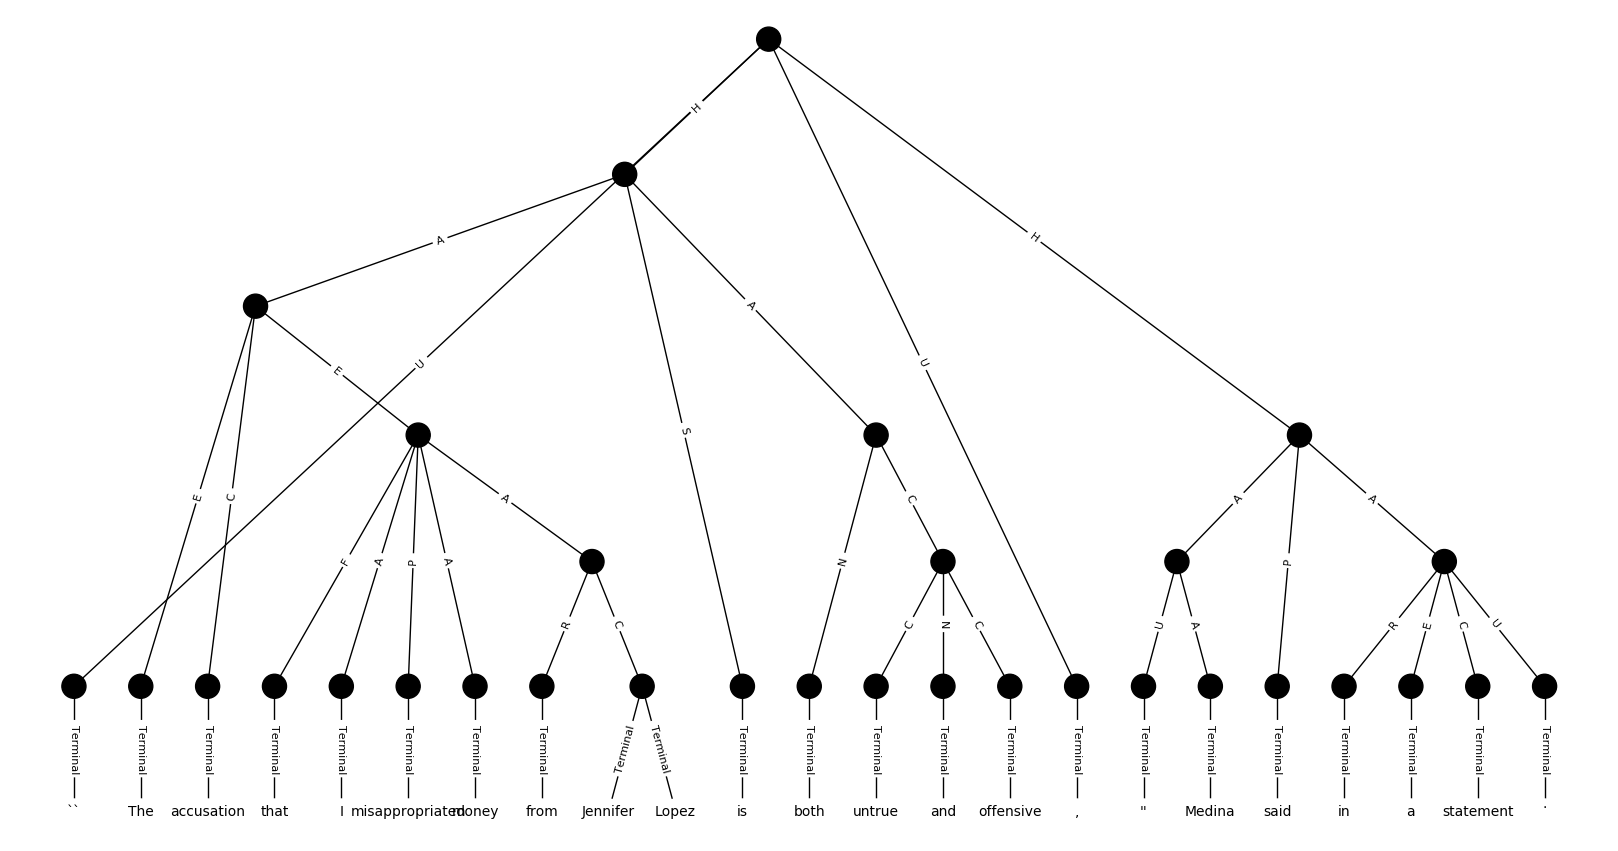 H
A H
A
E U U
S
E C A A A
F A P A N C P
R C C N C U A R E C U
Terminal Terminal Terminal Terminal Terminal Terminal Terminal Terminal Terminal Terminal Terminal Terminal Terminal Terminal Terminal Terminal Terminal Terminal Terminal Terminal Terminal Terminal Terminal Terminal
`` The accusation that I misappropriated money from Jennifer Lopez is both untrue and offensive , " Medina said in a statement .